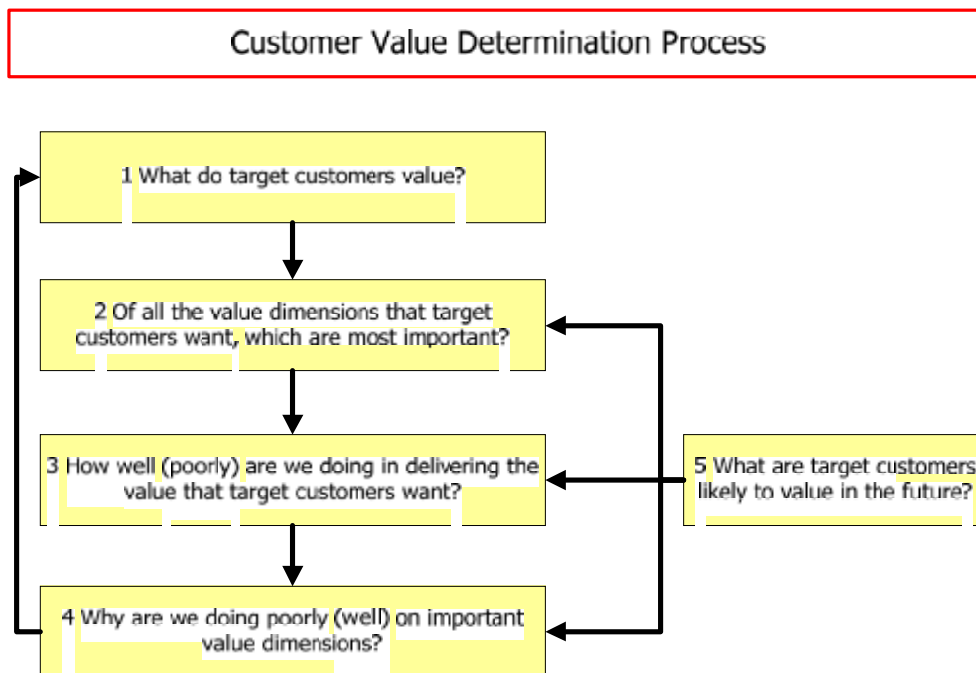 Customer Value Determination Process
1 What do target customers value?
2 Of all the value dimensions that target
customers want, which are most important?
3 How well (poorly) are we doing in delivering the
value that target customers want?
5 What are target customers
likely to value in the future?
4 Why are we doing poorly (well) on important
value dimensions?